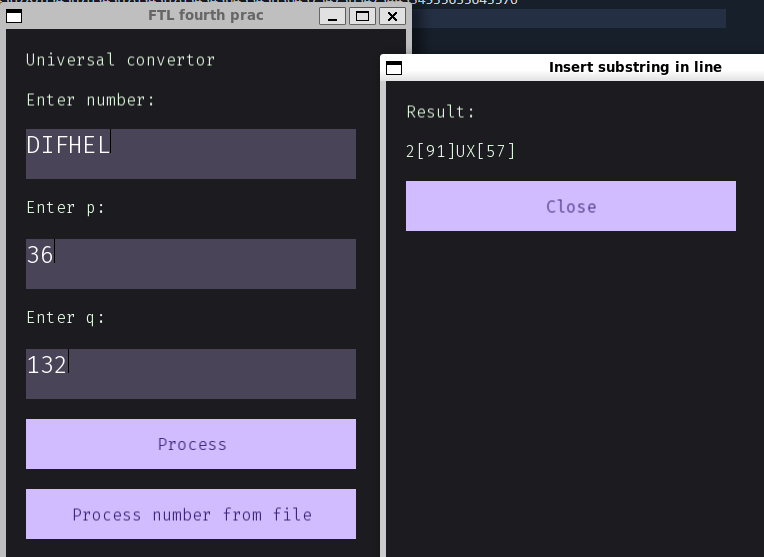 FTL fourth prac
Universal convertor
Enter number:
DIFHEL
Enter p:
36
Enter q:
132
Process
Process number from file
Insert substring in line
Result:
2[91]UX[57]
Close